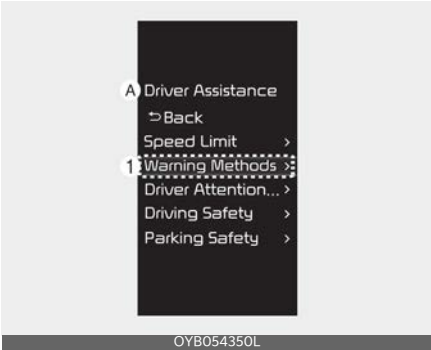 A Driver Assistance
⮌Back
Speed Limit >
1 Warning Methods >
Driver Attention... >
Driving Safety >
Parking Safety >
OYB054350L